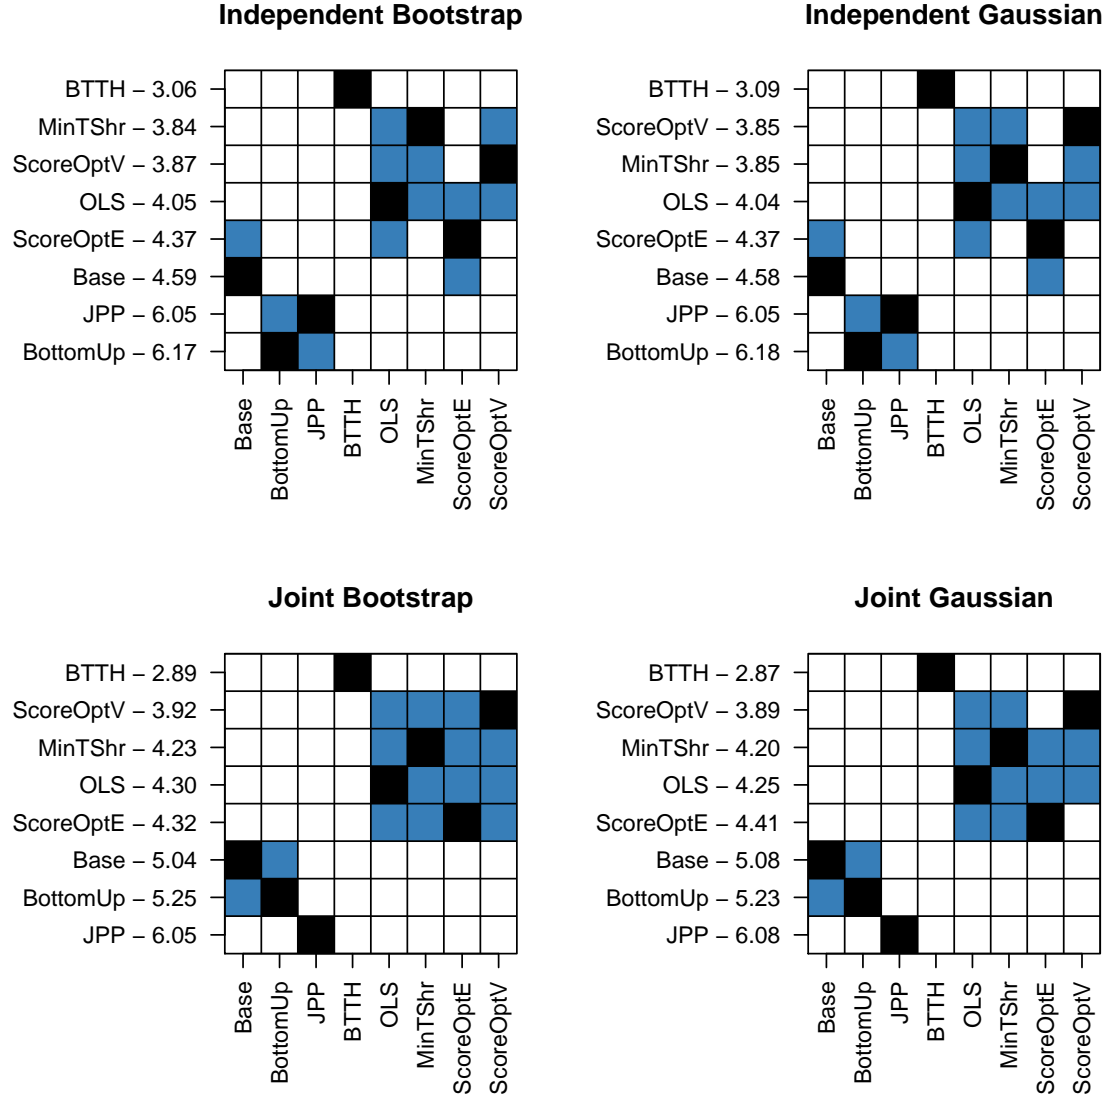 Independent Bootstrap
BTTH − 3.06
MinTShr − 3.84
ScoreOptV − 3.87
OLS − 4.05
ScoreOptE − 4.37
Base − 4.59
JPP − 6.05
BottomUp − 6.17
Base
BottomUp
JPP
BTTH
OLS
MinTShr
ScoreOptE
ScoreOptV
Independent Gaussian
BTTH − 3.09
ScoreOptV − 3.85
MinTShr − 3.85
OLS − 4.04
ScoreOptE − 4.37
Base − 4.58
JPP − 6.05
BottomUp − 6.18
Base
BottomUp
JPP
BTTH
OLS
MinTShr
ScoreOptE
ScoreOptV
Joint Bootstrap
BTTH − 2.89
ScoreOptV − 3.92
MinTShr − 4.23
OLS − 4.30
ScoreOptE − 4.32
Base − 5.04
BottomUp − 5.25
JPP − 6.05
Base
BottomUp
JPP
BTTH
OLS
MinTShr
ScoreOptE
ScoreOptV
Joint Gaussian
BTTH − 2.87
ScoreOptV − 3.89
MinTShr − 4.20
OLS − 4.25
ScoreOptE − 4.41
Base − 5.08
BottomUp − 5.23
JPP − 6.08
Base
BottomUp
JPP
BTTH
OLS
MinTShr
ScoreOptE
ScoreOptV